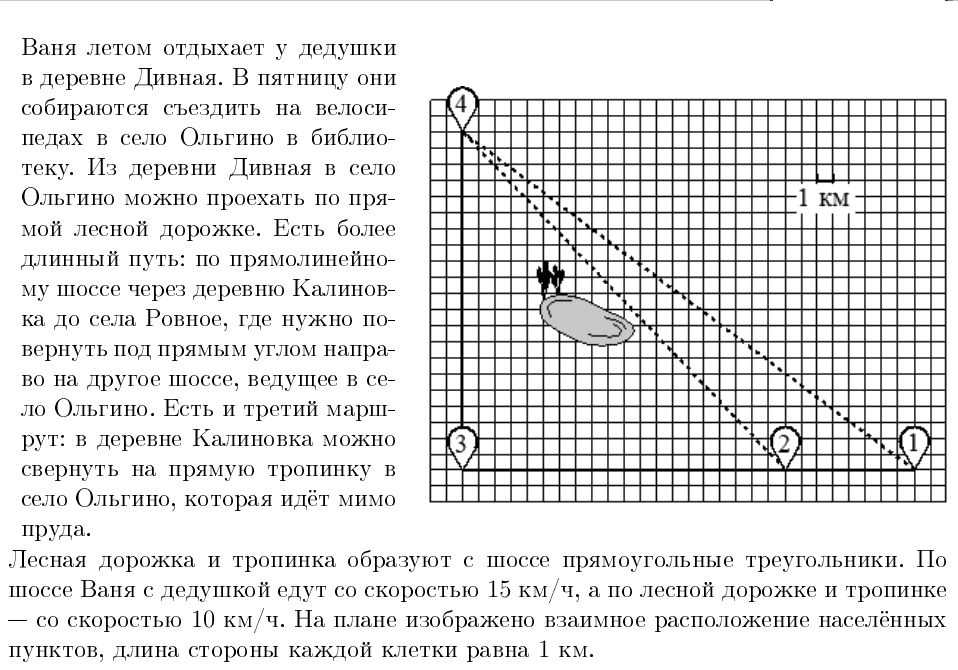 Ваня летом отдыхает у дедушки
в деревне Дивная. В пятницу они
собираются съездить на велоси-
педах в село Ольгино в библио-
теку. Из деревни Дивная в село
Ольгино можно проехать по пря-
мой лесной дорожке. Есть более
длинный путь: по прямолинейно-
му шоссе через деревню Калинов-
ка до села Ровное, где нужно по-
вернуть под прямым углом напра-
во на другое шоссе, ведущее в се-
ло Ольгино. Есть и третий марш-
рут: в деревне Калиновка можно
свернуть на прямую тропинку в
село Ольгино, которая идёт мимо
пруда.
4
1 км
3
2
1
Лесная дорожка и тропинка образуют с шоссе прямоугольные треугольники. По
шоссе Ваня с дедушкой едут со скоростью 15 км/ч, а по лесной дорожке и тропинке
— со скоростью 10 км/ч. На плане изображено взаимное расположение населённых
пунктов, длина стороны каждой клетки равна 1 км.